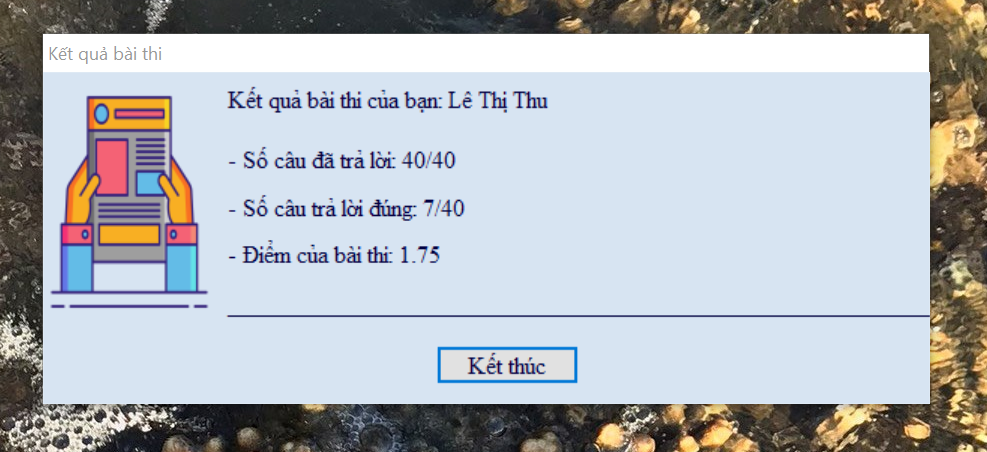 Kết quả bài thi
Kết quả bài thi của bạn: Lê Thị Thu
- Số câu đã trả lời: 40/40
- Số câu trả lời đúng: 7/40
- Điểm của bài thi: 1.75
Kết thúc